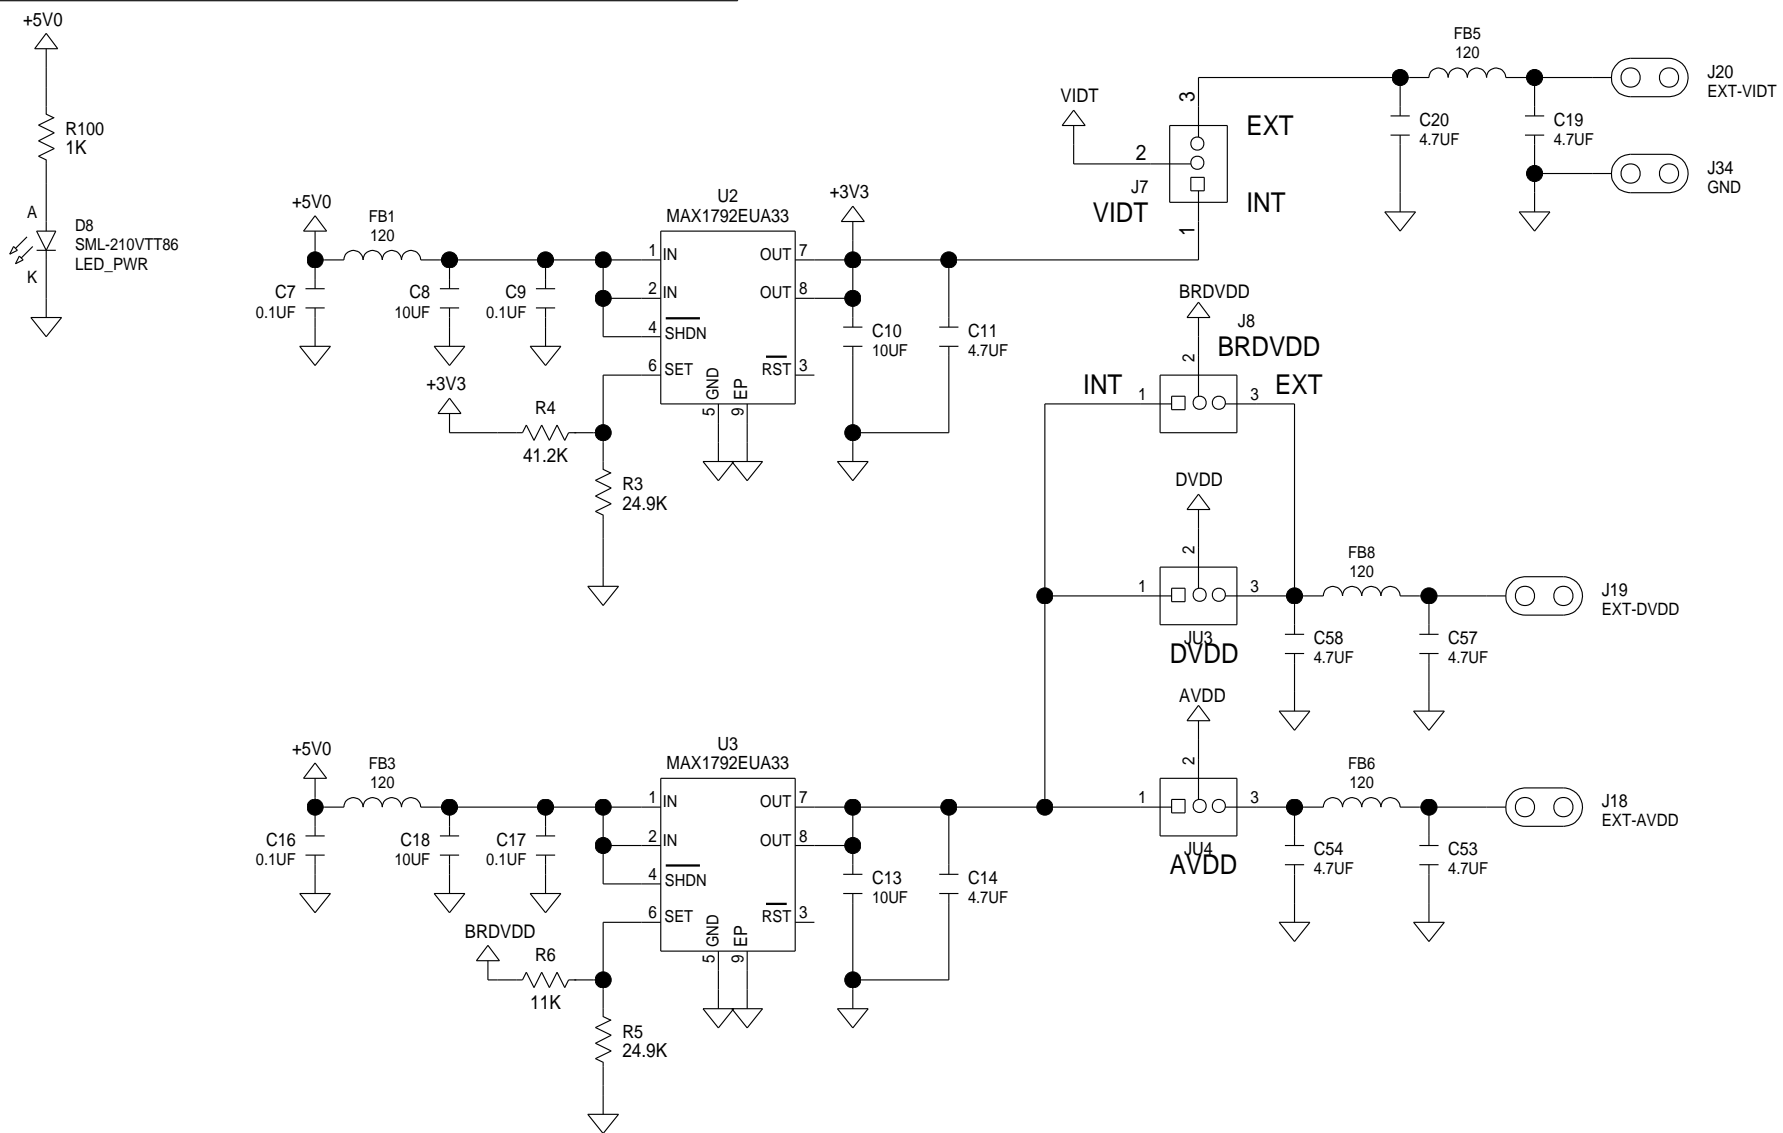 +5V0
R100
1K
A
D8
SML-210VTT86
LED_PWR
K
+5V0
FB1
120
C7
0.1UF
C8
10UF
C9
0.1UF
U2
MAX1792EUA33
1 IN
2 IN
4 SHDN
6 SET
OUT 7
OUT 8
RST 3
GND
5
EP
9
+3V3
R4
41.2K
R3
24.9K
+3V3
C10
10UF
C11
4.7UF
VIDT
3
EXT
2
J7
VIDT
INT
1
FB5
120
C20
4.7UF
C19
4.7UF
J20
EXT-VIDT
J34
GND
BRDVDD
J8
BRDVDD
2
INT
1
3
EXT
DVDD
2
1
3
JU3
DVDD
FB8
120
C58
4.7UF
C57
4.7UF
J19
EXT-DVDD
AVDD
2
1
3
JU4
AVDD
FB6
120
C54
4.7UF
C53
4.7UF
J18
EXT-AVDD
+5V0
FB3
120
C16
0.1UF
C18
10UF
C17
0.1UF
U3
MAX1792EUA33
1 IN
2 IN
4 SHDN
6 SET
OUT 7
OUT 8
RST 3
GND
5
EP
9
BRDVDD
R6
11K
R5
24.9K
C13
10UF
C14
4.7UF